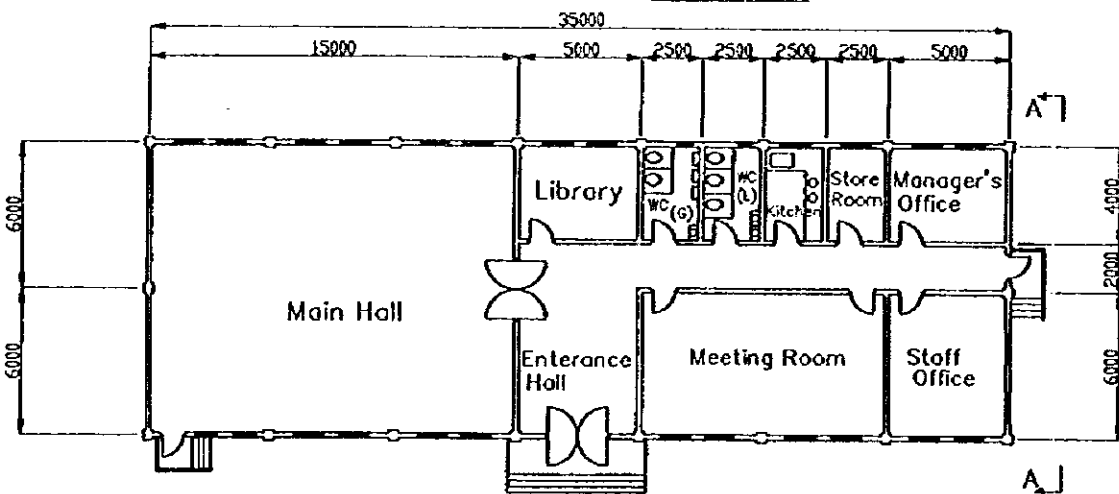 35000
15000
5000
2500
2500
2500
2500
5000
A
6000
6000
4000
2000
6000
Library
WC
(G)
WC
(L)
Kitchen
Store
Room
Manager's
Office
Main Hall
Enterance
Hall
Meeting Room
Staff
Office
A